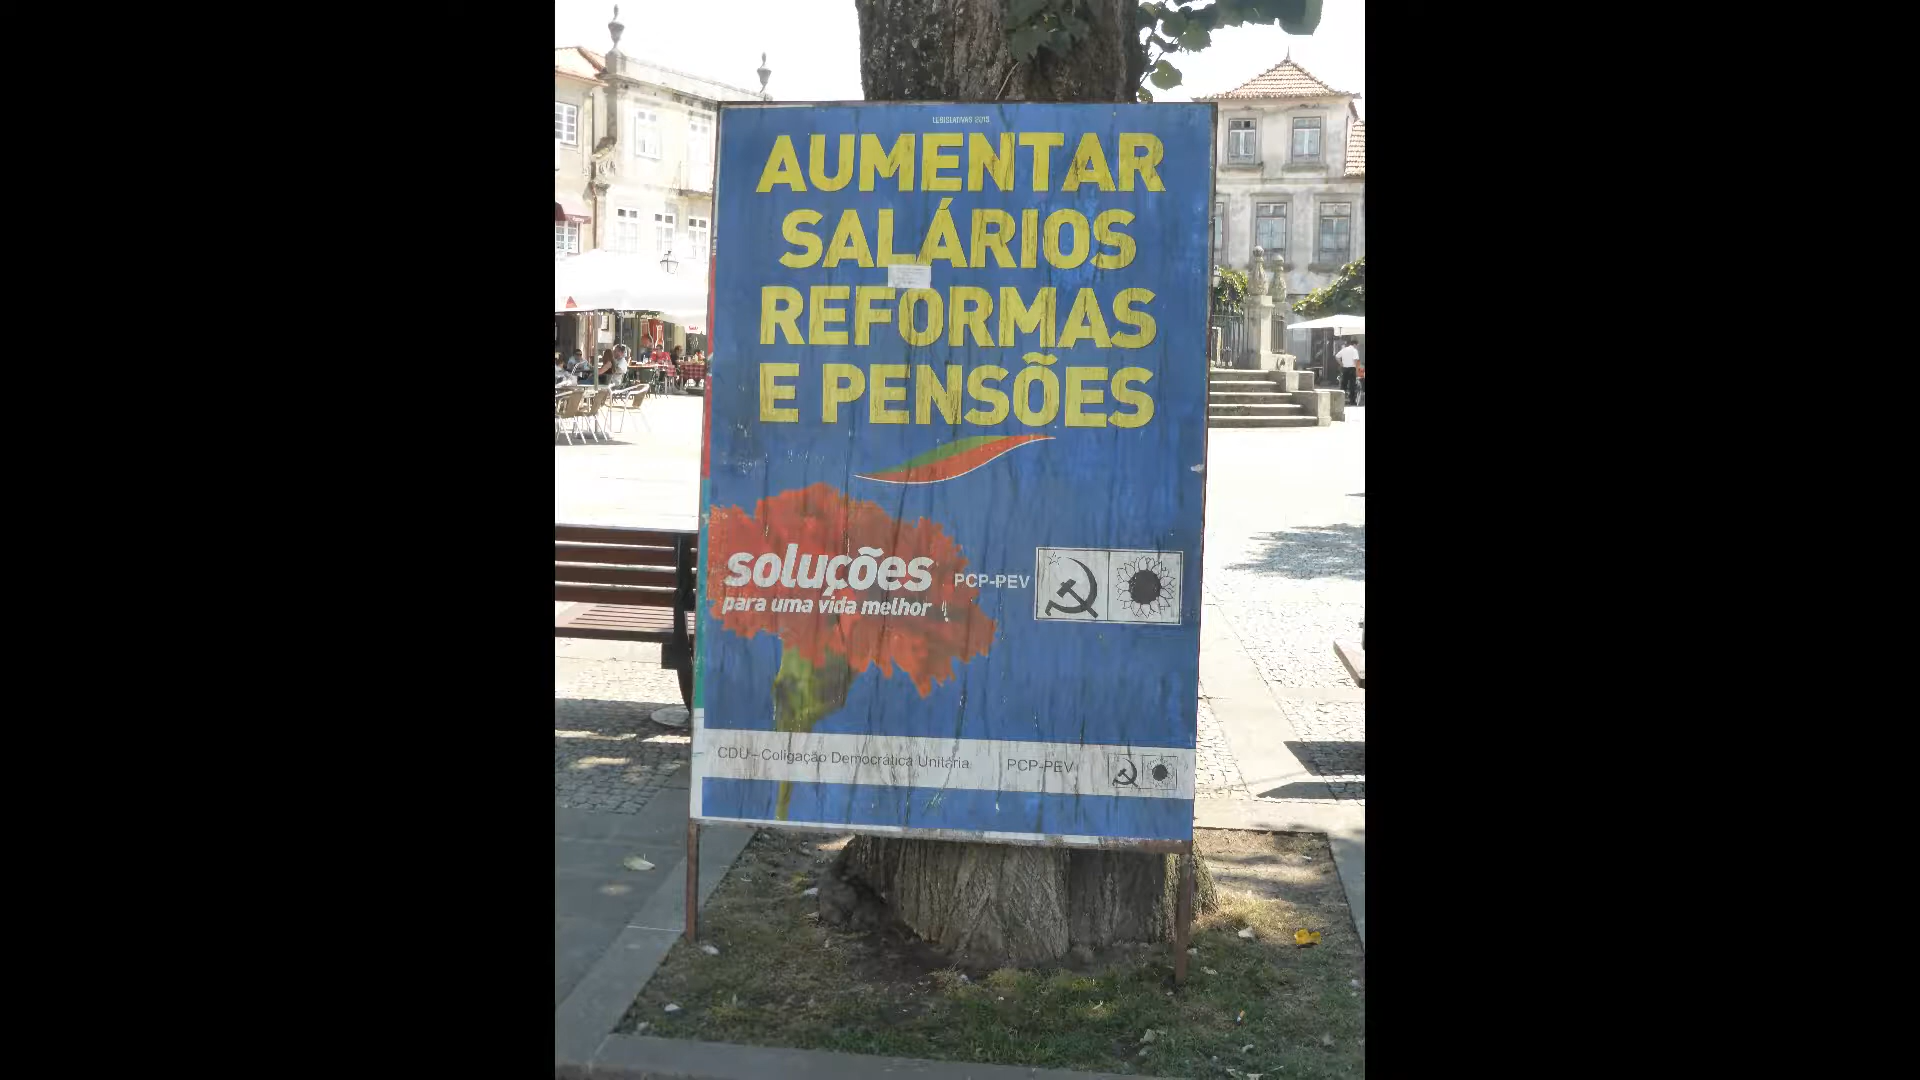 LEGISLATIVAS 2015
AUMENTAR
SALÁRIOS
REFORMAS
E PENSÕES
soluções
para uma vida melhor
PCP-PEV
CDU – Coligação Democrática Unitária PCP-PEV